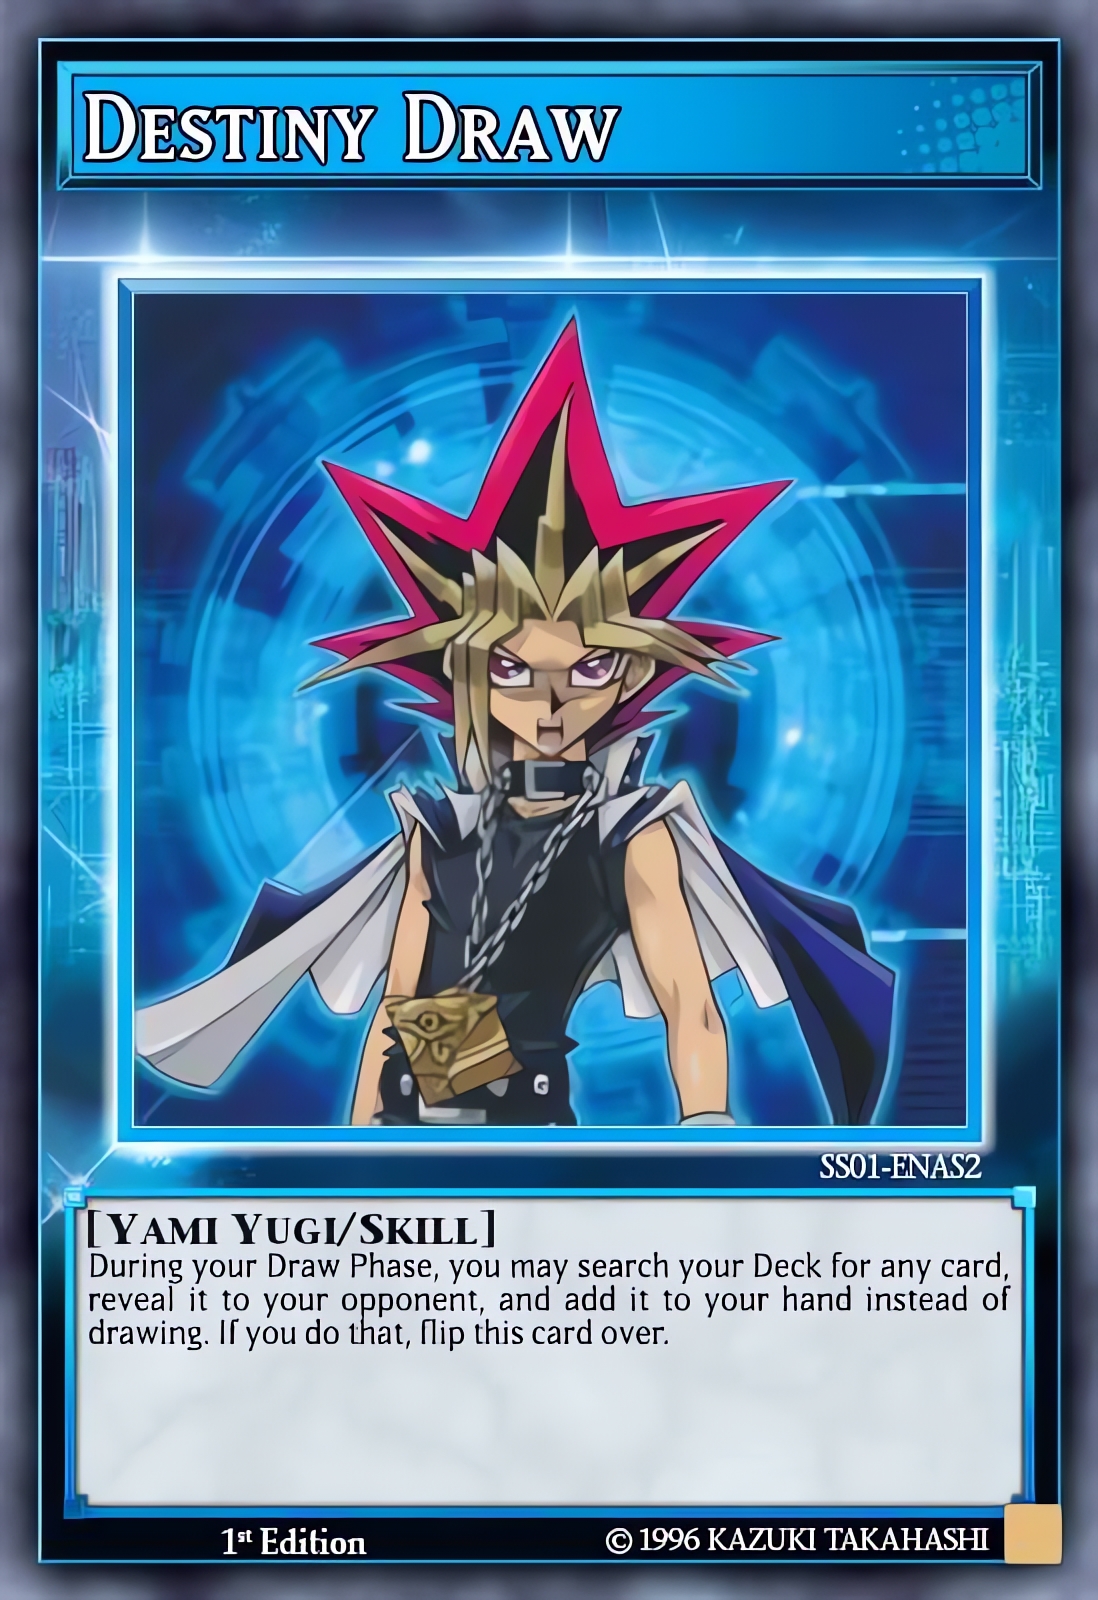 DESTINY DRAW
SS01-ENAS2
[YAMI YUGI/SKILL]
During your Draw Phase, you may search your Deck for any card,
reveal it to your opponent, and add it to your hand instead of
drawing. If you do that, flip this card over.
1st Edition
© 1996 KAZUKI TAKAHASHI